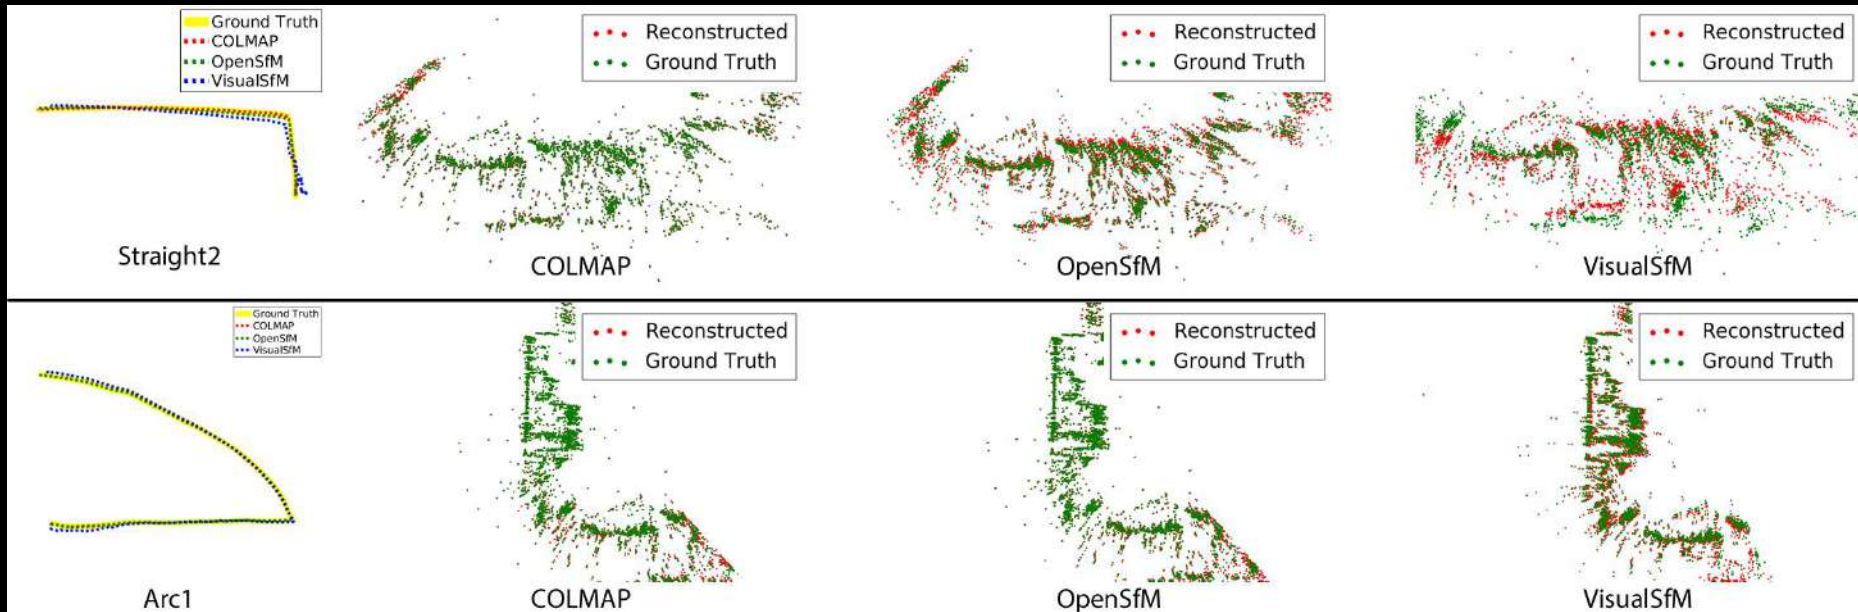 Ground Truth
COLMAP
OpenSfM
VisualSfM
Straight2
Reconstructed
Ground Truth
COLMAP
Reconstructed
Ground Truth
OpenSfM
Reconstructed
Ground Truth
VisualSfM
Ground Truth
COLMAP
OpenSfM
VisualSfM
Arc1
Reconstructed
Ground Truth
COLMAP
Reconstructed
Ground Truth
OpenSfM
Reconstructed
Ground Truth
VisualSfM